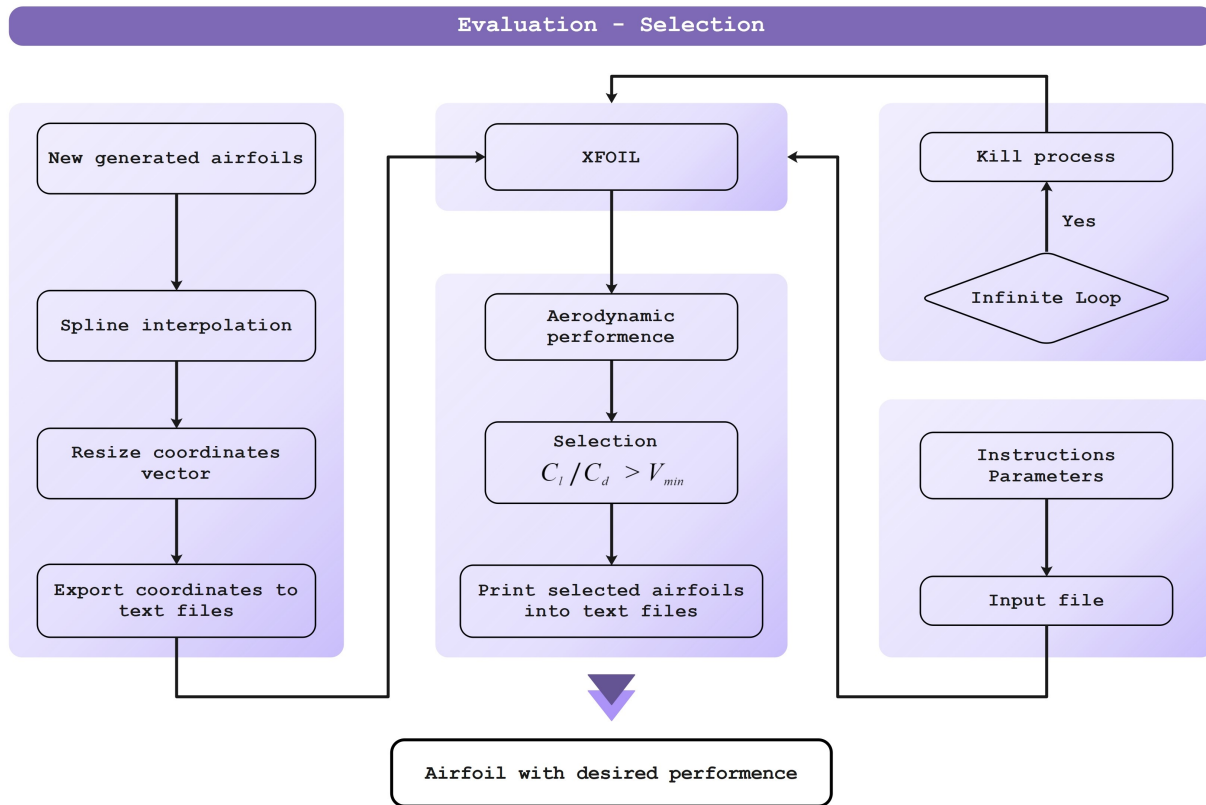 Evaluation - Selection
New generated airfoils
Spline interpolation
Resize coordinates
vector
Export coordinates to
text files
XFOIL
Aerodynamic
performence
Selection
C_l/C_d > V_min
Print selected airfoils
into text files
Kill process
Yes
Infinite Loop
Instructions
Parameters
Input file
Airfoil with desired performence